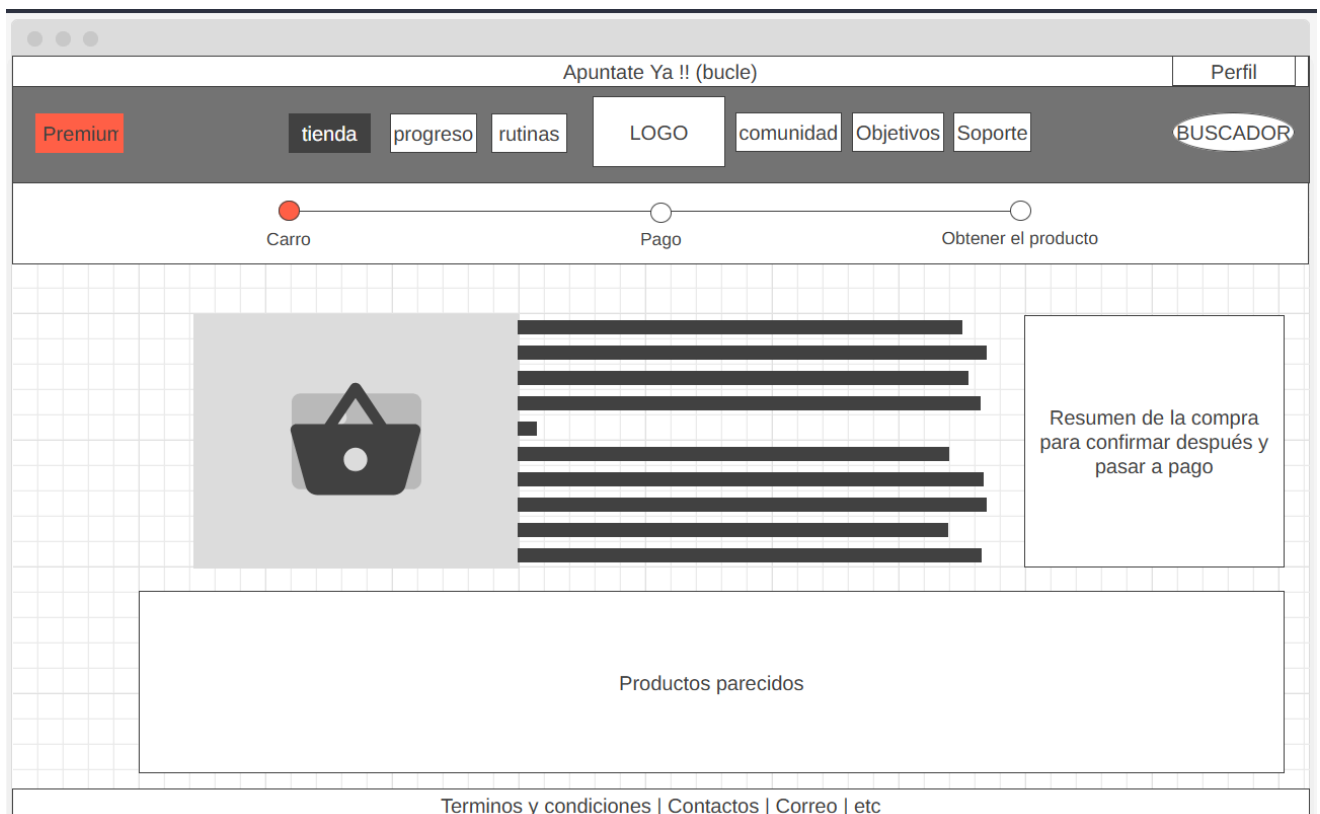 Apuntate Ya !! (bucle)
Perfil
Premium
tienda
progreso
rutinas
LOGO
comunidad
Objetivos
Soporte
BUSCADOR
Carro
Pago
Obtener el producto
Resumen de la compra
para confirmar después y
pasar a pago
Productos parecidos
Terminos y condiciones | Contactos | Correo | etc